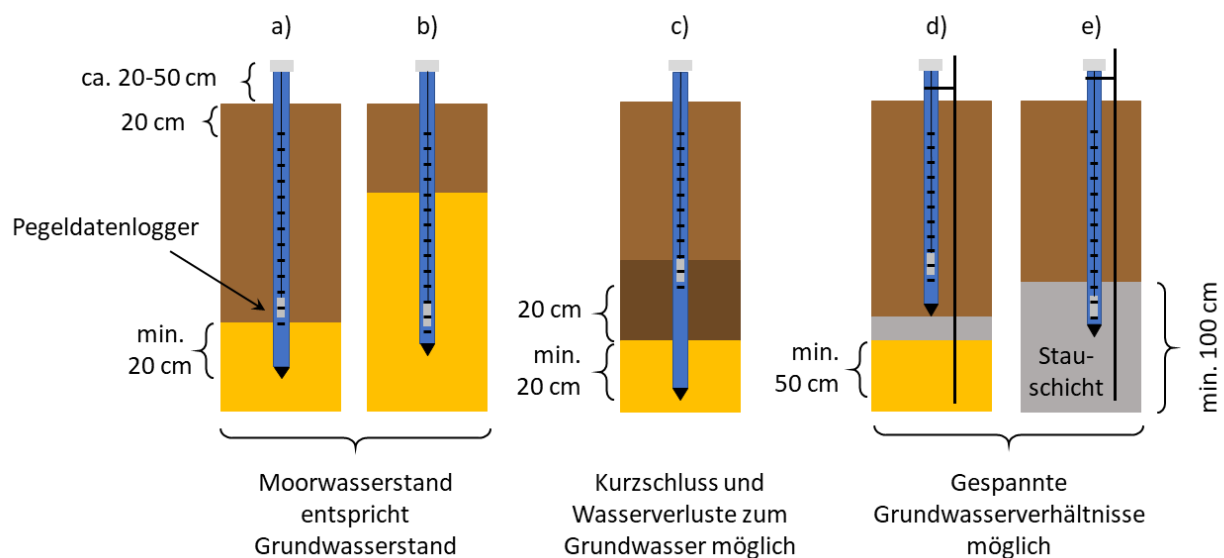 a)
b)
c)
d)
e)
ca. 20-50 cm
20 cm
Pegeldatenlogger
min.
20 cm
20 cm
min.
20 cm
min.
50 cm
Stau-
schicht
min. 100 cm
Moorwasserstand
entspricht
Grundwasserstand
Kurzschluss und
Wasserverluste zum
Grundwasser möglich
Gespannte
Grundwasserverhältnisse
möglich